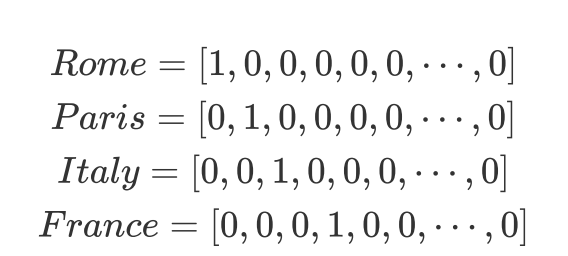 Rome = [1, 0, 0, 0, 0, 0, ⋯ , 0]
Paris = [0, 1, 0, 0, 0, 0, ⋯ , 0]
Italy = [0, 0, 1, 0, 0, 0, ⋯ , 0]
France = [0, 0, 0, 1, 0, 0, ⋯ , 0]